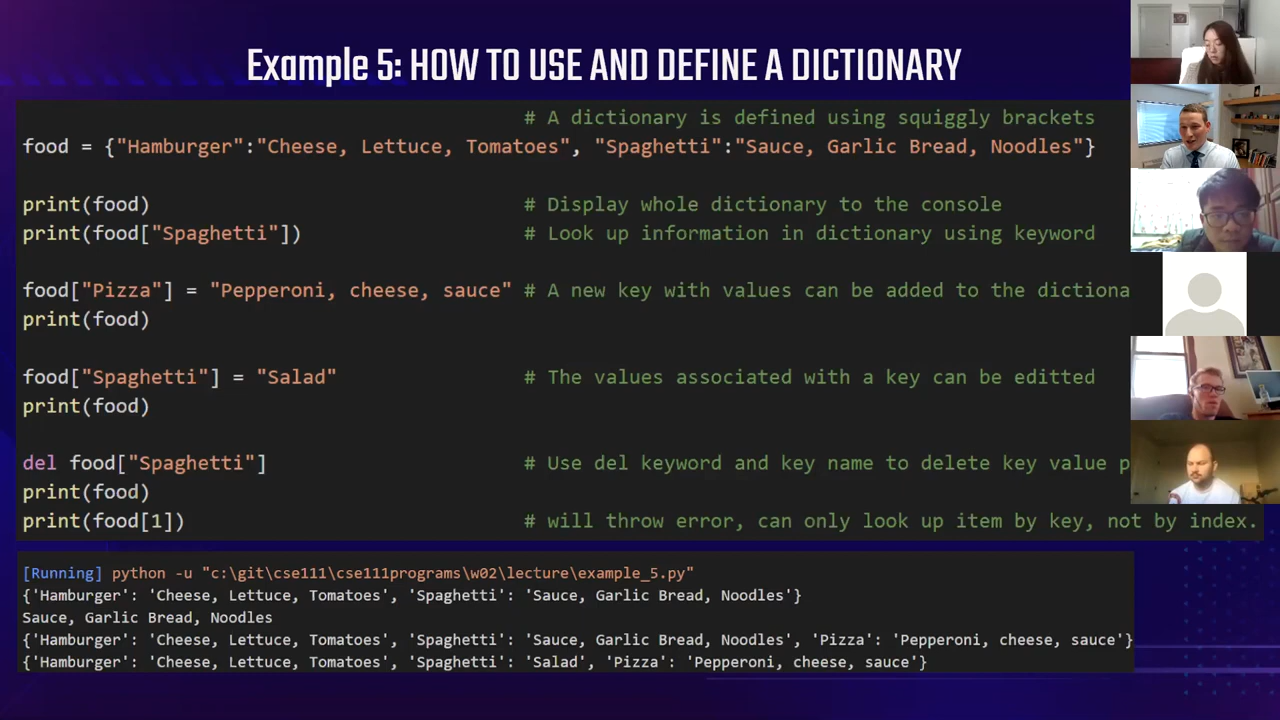 Example 5: HOW TO USE AND DEFINE A DICTIONARY
# A dictionary is defined using squiggly brackets
food = {"Hamburger":"Cheese, Lettuce, Tomatoes", "Spaghetti":"Sauce, Garlic Bread, Noodles"}
print(food) # Display whole dictionary to the console
print(food["Spaghetti"]) # Look up information in dictionary using keyword
food["Pizza"] = "Pepperoni, cheese, sauce" # A new key with values can be added to the dictiona
print(food)
food["Spaghetti"] = "Salad" # The values associated with a key can be editted
print(food)
del food["Spaghetti"] # Use del keyword and key name to delete key value p
print(food)
print(food[1]) # will throw error, can only look up item by key, not by index.
[Running] python -u "c:\git\cse111\cse111programs\w02\lecture\example_5.py"
{'Hamburger': 'Cheese, Lettuce, Tomatoes', 'Spaghetti': 'Sauce, Garlic Bread, Noodles'}
Sauce, Garlic Bread, Noodles
{'Hamburger': 'Cheese, Lettuce, Tomatoes', 'Spaghetti': 'Sauce, Garlic Bread, Noodles', 'Pizza': 'Pepperoni, cheese, sauce'}
{'Hamburger': 'Cheese, Lettuce, Tomatoes', 'Spaghetti': 'Salad', 'Pizza': 'Pepperoni, cheese, sauce'}